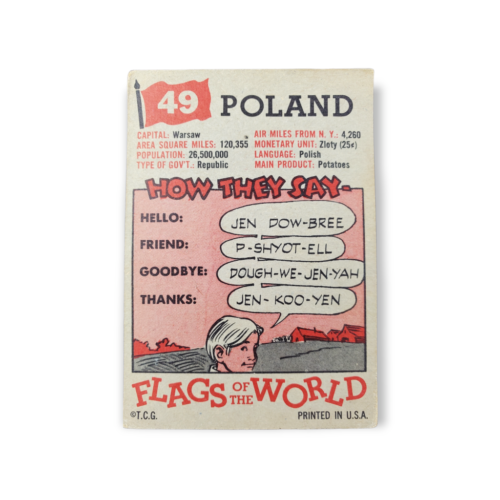 49 POLAND
CAPITAL: Warsaw
AREA SQUARE MILES: 120,355
POPULATION: 26,500,000
TYPE OF GOV'T.: Republic
AIR MILES FROM N. Y.: 4,260
MONETARY UNIT: Zloty (25¢)
LANGUAGE: Polish
MAIN PRODUCT: Potatoes
HOW THEY SAY-
HELLO: JEN DOW-BREE
FRIEND: P-SHYOT-ELL
GOODBYE: DOUGH-WE-JEN-YAH
THANKS: JEN-KOO-YEN
FLAGS OF THE WORLD
©T.C.G. PRINTED IN U.S.A.